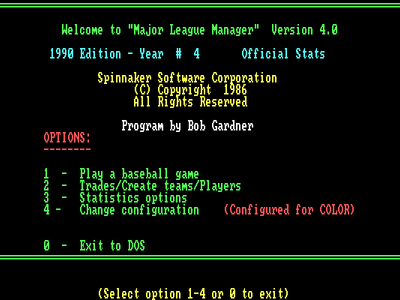 Welcome to "Major League Manager"  Version 4.0
1990 Edition - Year  #  4       Official Stats
Spinnaker Software Corporation
(C) Copyright  1986
All Rights Reserved
Program by Bob Gardner
OPTIONS:
--------
1  -  Play a baseball game
2  -  Trades/Create teams/Players
3  -  Statistics options
4 -   Change configuration    (Configured for COLOR)
0  -  Exit to DOS
(Select option 1-4 or 0 to exit)